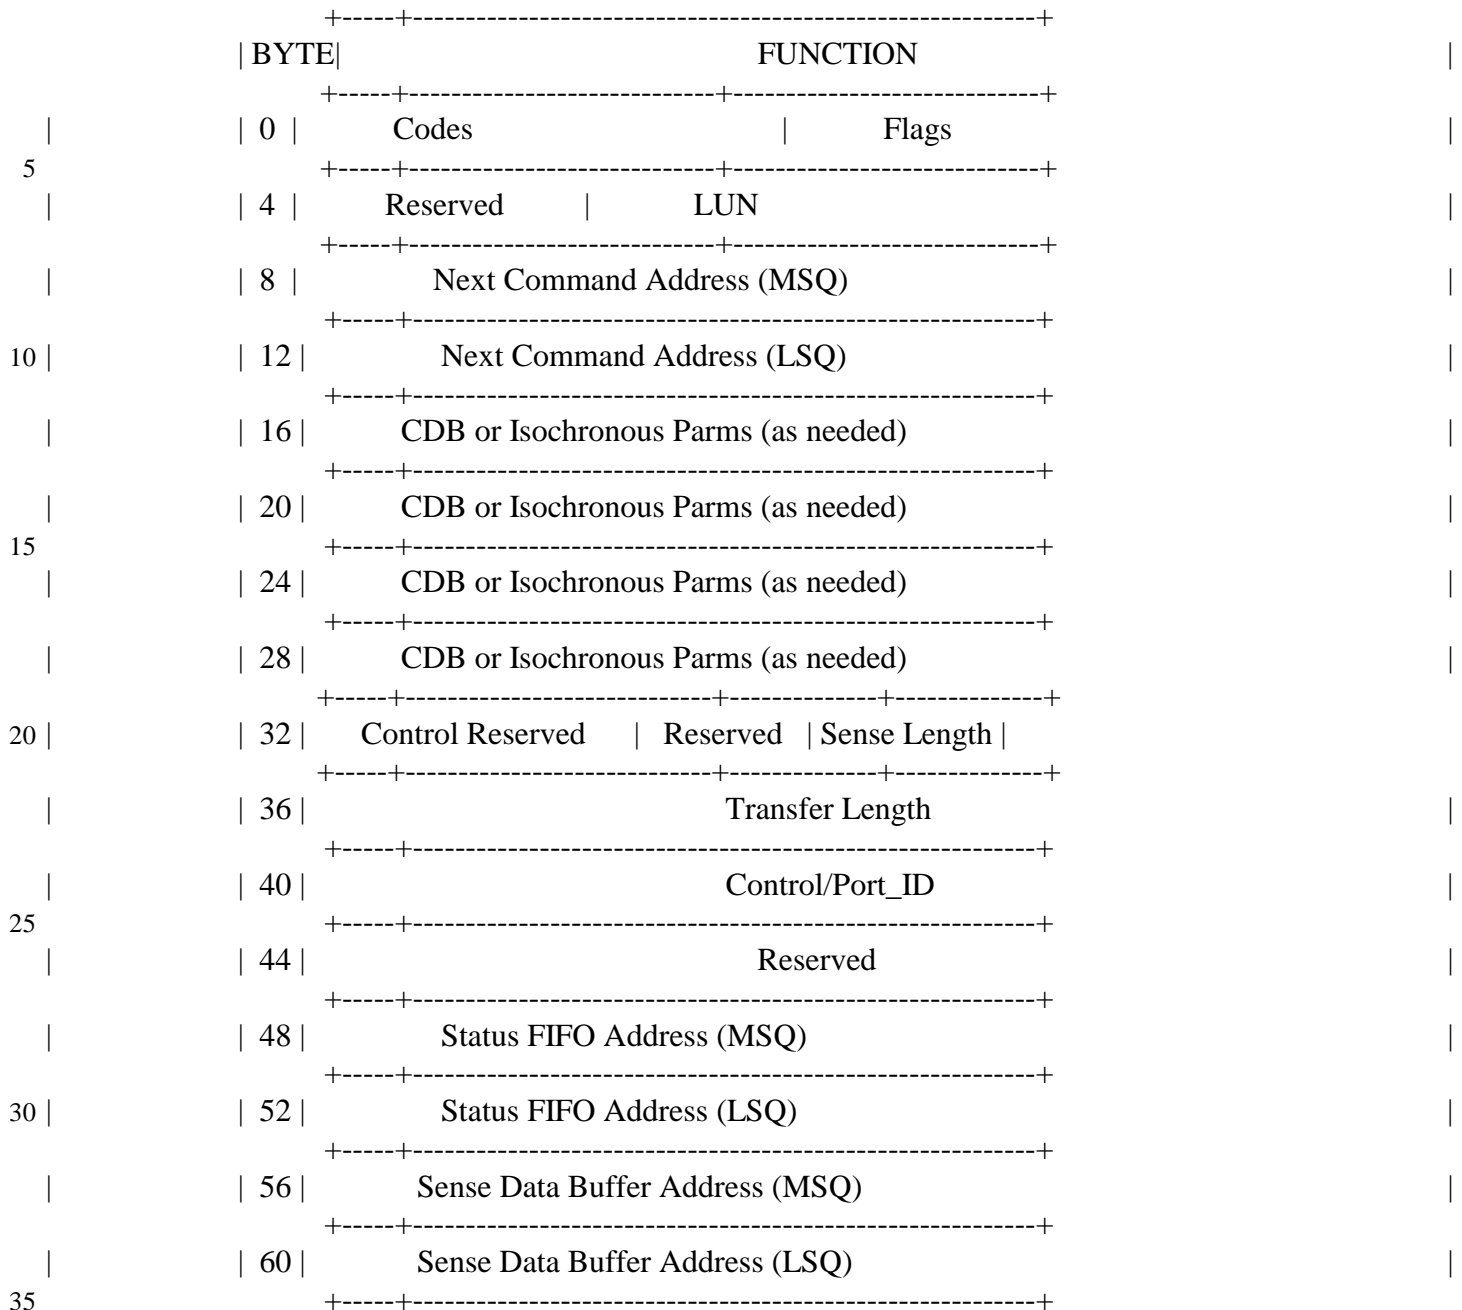 +-----+----------------------------------------------------------+
| BYTE| FUNCTION |
+-----+----------------------------+----------------------------+
| | 0 | Codes | Flags |
5 +-----+----------------------------+----------------------------+
| | 4 | Reserved | LUN |
+-----+----------------------------+----------------------------+
| | 8 | Next Command Address (MSQ) |
+-----+----------------------------------------------------------+
10 | | 12 | Next Command Address (LSQ) |
+-----+----------------------------------------------------------+
| | 16 | CDB or Isochronous Parms (as needed) |
+-----+----------------------------------------------------------+
| | 20 | CDB or Isochronous Parms (as needed) |
15 +-----+----------------------------------------------------------+
| | 24 | CDB or Isochronous Parms (as needed) |
+-----+----------------------------------------------------------+
| | 28 | CDB or Isochronous Parms (as needed) |
+-----+----------------------------+--------------+--------------+
20 | | 32 | Control Reserved | Reserved | Sense Length |
+-----+----------------------------+--------------+--------------+
| | 36 | Transfer Length |
+-----+----------------------------------------------------------+
| | 40 | Control/Port_ID |
25 +-----+----------------------------------------------------------+
| | 44 | Reserved |
+-----+----------------------------------------------------------+
| | 48 | Status FIFO Address (MSQ) |
+-----+----------------------------------------------------------+
30 | | 52 | Status FIFO Address (LSQ) |
+-----+----------------------------------------------------------+
| | 56 | Sense Data Buffer Address (MSQ) |
+-----+----------------------------------------------------------+
| | 60 | Sense Data Buffer Address (LSQ) |
35 +-----+----------------------------------------------------------+